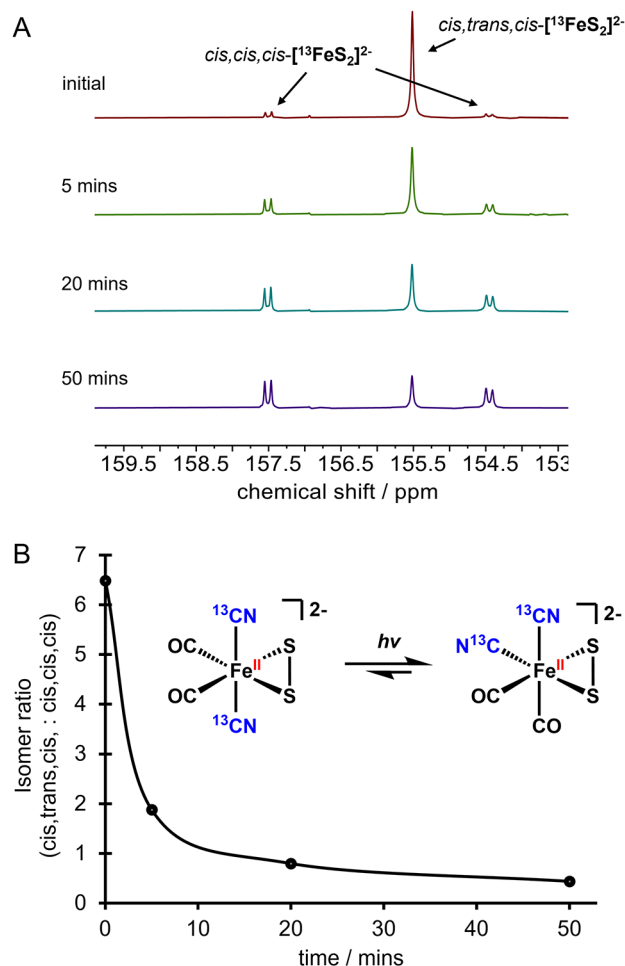 A
cis,trans,cis-[¹³FeS₂]²⁻
cis,cis,cis-[¹³FeS₂]²⁻
initial
5 mins
20 mins
50 mins
159.5 158.5 157.5 156.5 155.5 154.5 153
chemical shift / ppm
B
Isomer ratio
(cis,trans,cis, : cis,cis,cis)
7
6
5
4
3
2
1
0
¹³CN
OC
Fe II
S
S
OC
¹³CN
2-
hv
¹³CN
N¹³C
Fe II
S
S
OC
CO
2-
0 10 20 30 40 50
time / mins